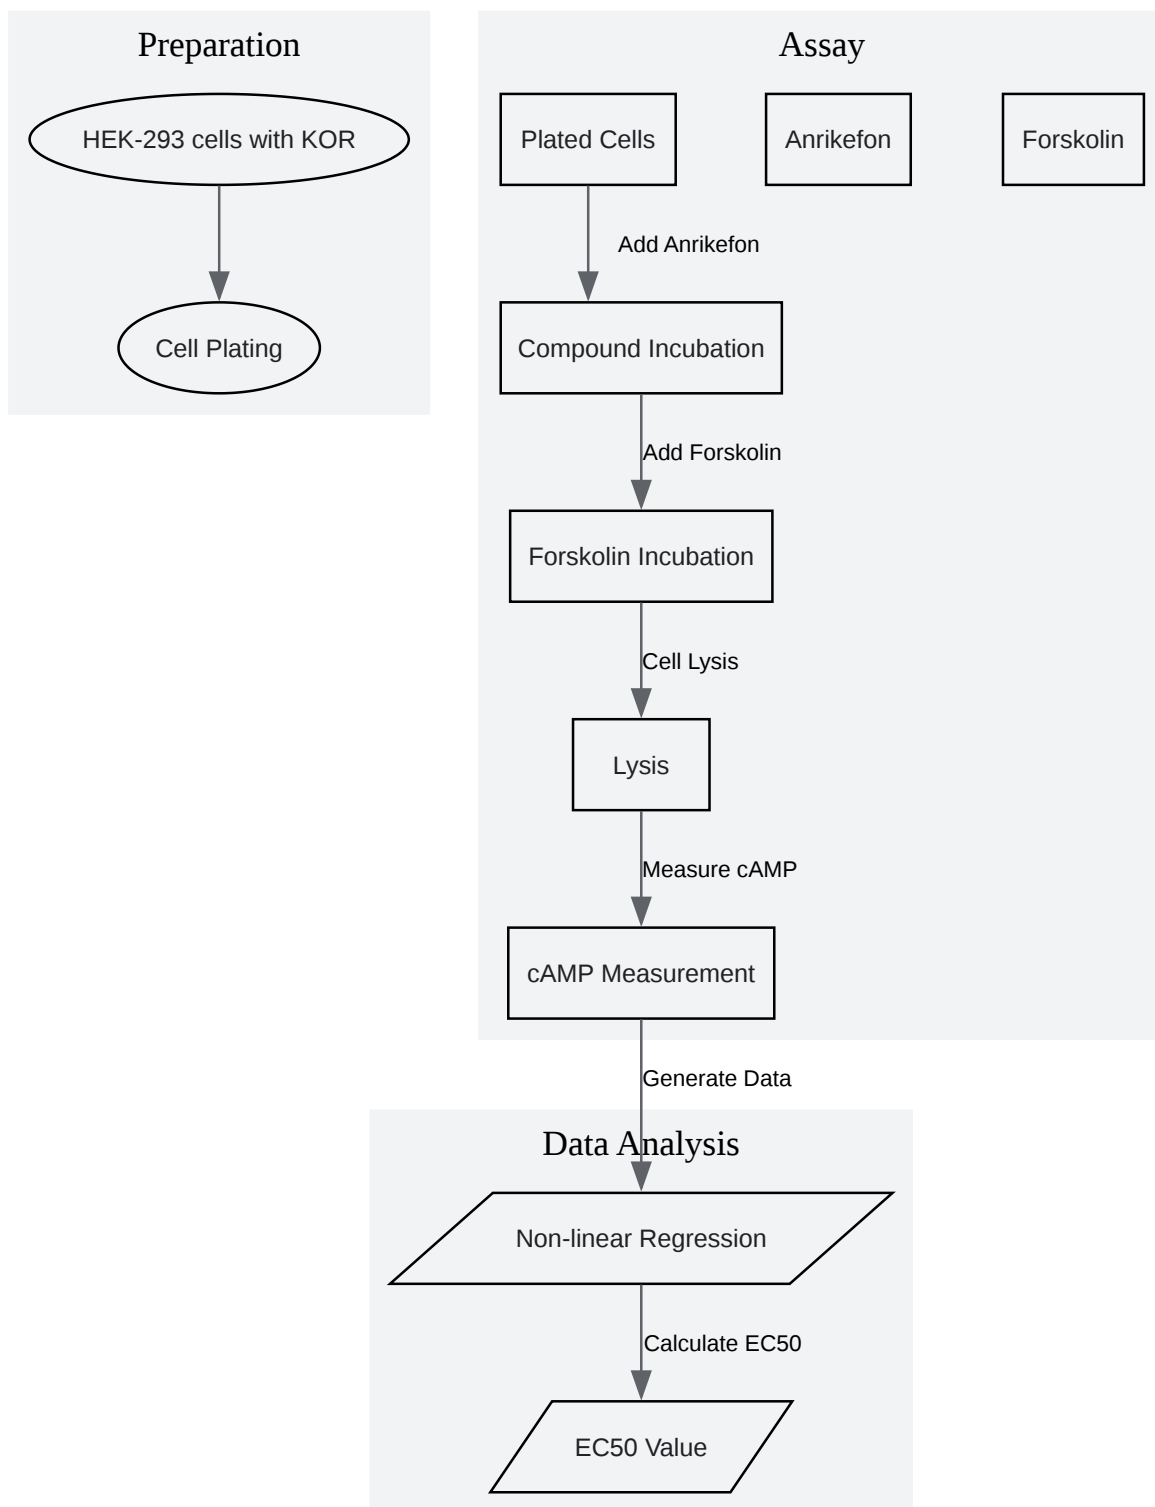 Preparation
HEK-293 cells with KOR
Cell Plating
Assay
Plated Cells
Anrikefon
Forskolin
Add Anrikefon
Compound Incubation
Add Forskolin
Forskolin Incubation
Cell Lysis
Lysis
Measure cAMP
cAMP Measurement
Generate Data
Data Analysis
Non-linear Regression
Calculate EC50
EC50 Value